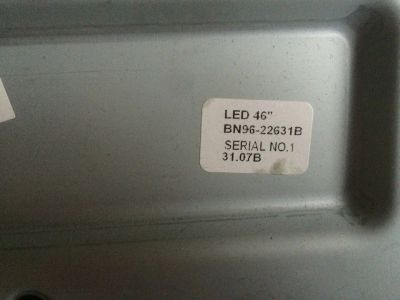 LED 46"
BN96-22631B
SERIAL NO.1
31.07B